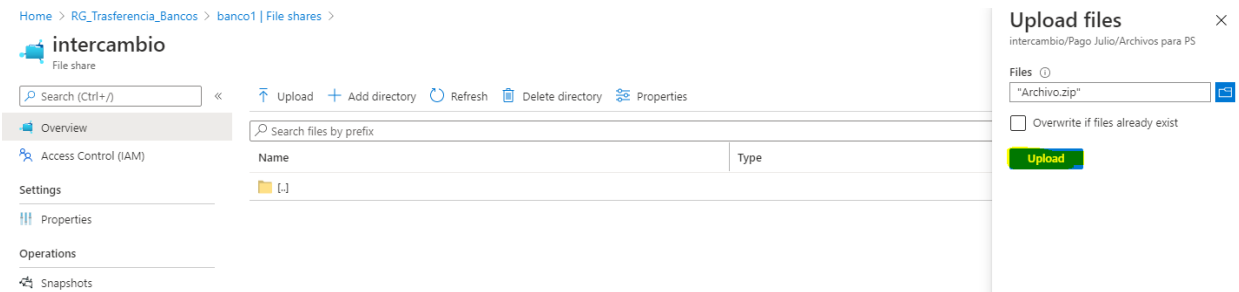 Home > RG_Trasferencia_Bancos > banco1 | File shares >
intercambio
File share
Search (Ctrl+/)
«
Overview
Access Control (IAM)
Settings
Properties
Operations
Snapshots
Upload Add directory Refresh Delete directory Properties
Search files by prefix
Name Type
[..]
Upload files
intercambio/Pago Julio/Archivos para PS
Files
"Archivo.zip"
Overwrite if files already exist
Upload